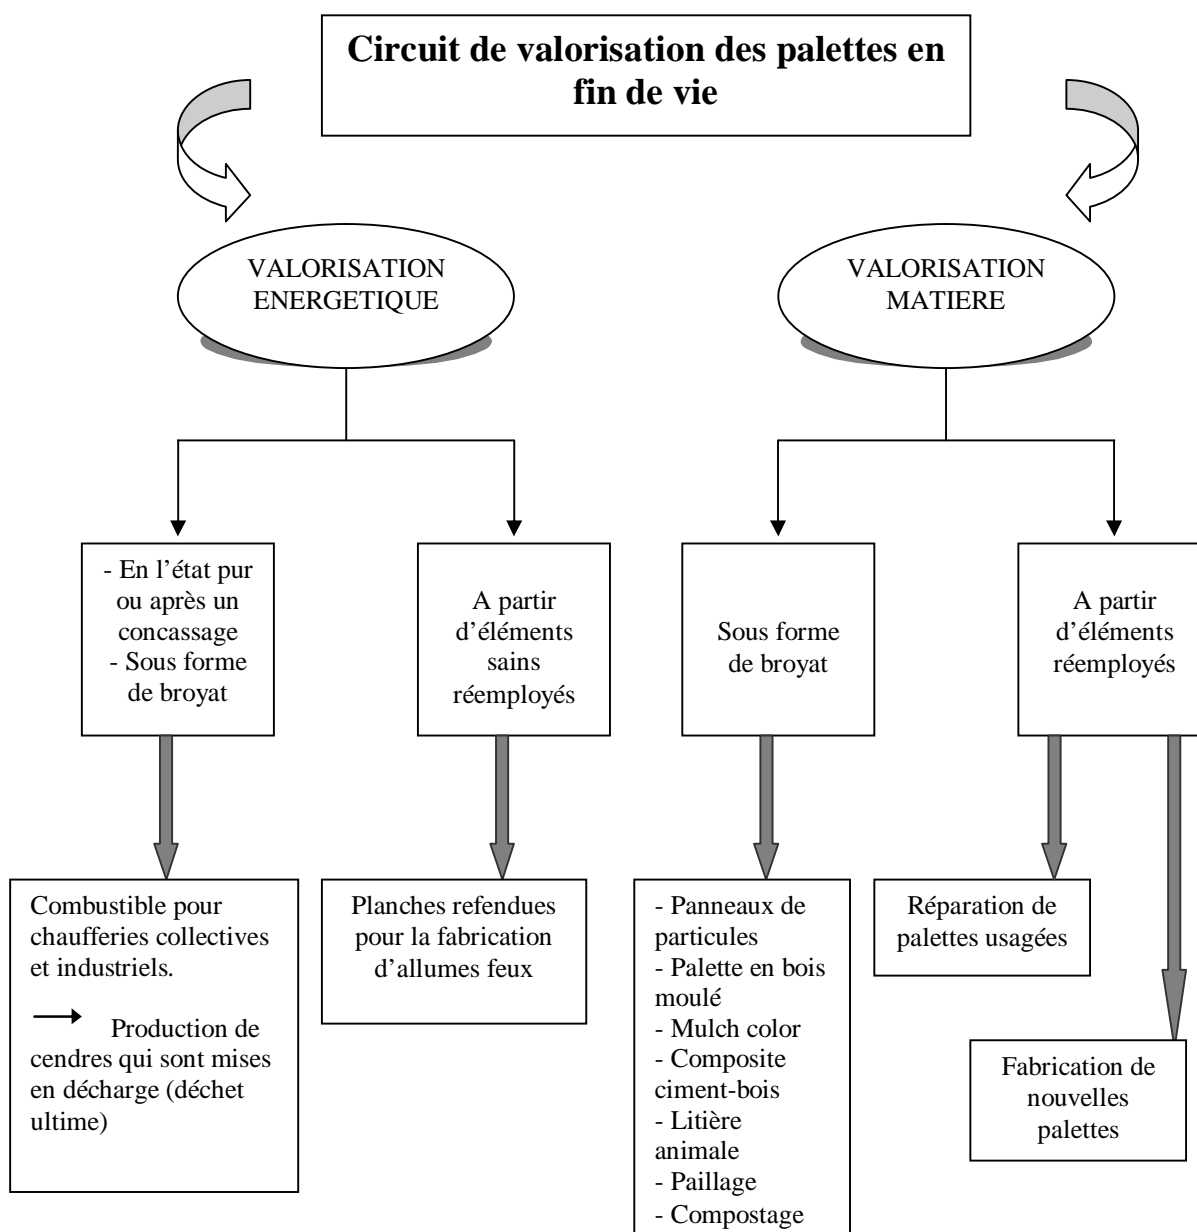 Circuit de valorisation des palettes en
fin de vie
VALORISATION
ENERGETIQUE
VALORISATION
MATIERE
- En l’état pur
ou après un
concassage
- Sous forme
de broyat
A partir
d’éléments
sains
réemployés
Sous forme
de broyat
A partir
d’éléments
réemployés
Combustible pour
chaufferies collectives
et industriels.
Production de
cendres qui sont mises
en décharge (déchet
ultime)
Planches refendues
pour la fabrication
d’allumes feux
- Panneaux de
particules
- Palette en bois
moulé
- Mulch color
- Composite
ciment-bois
- Litière
animale
- Paillage
- Compostage
Réparation de
palettes usagées
Fabrication de
nouvelles
palettes